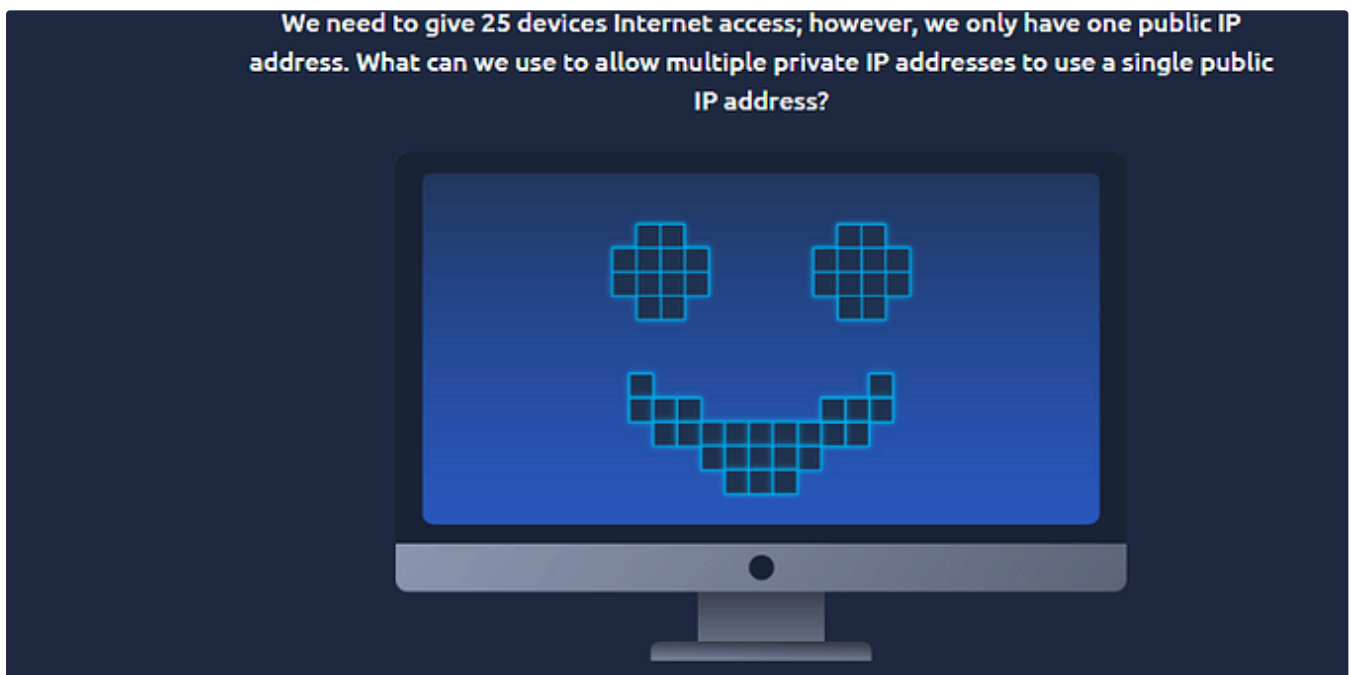 We need to give 25 devices Internet access; however, we only have one public IP
address. What can we use to allow multiple private IP addresses to use a single public
IP address?